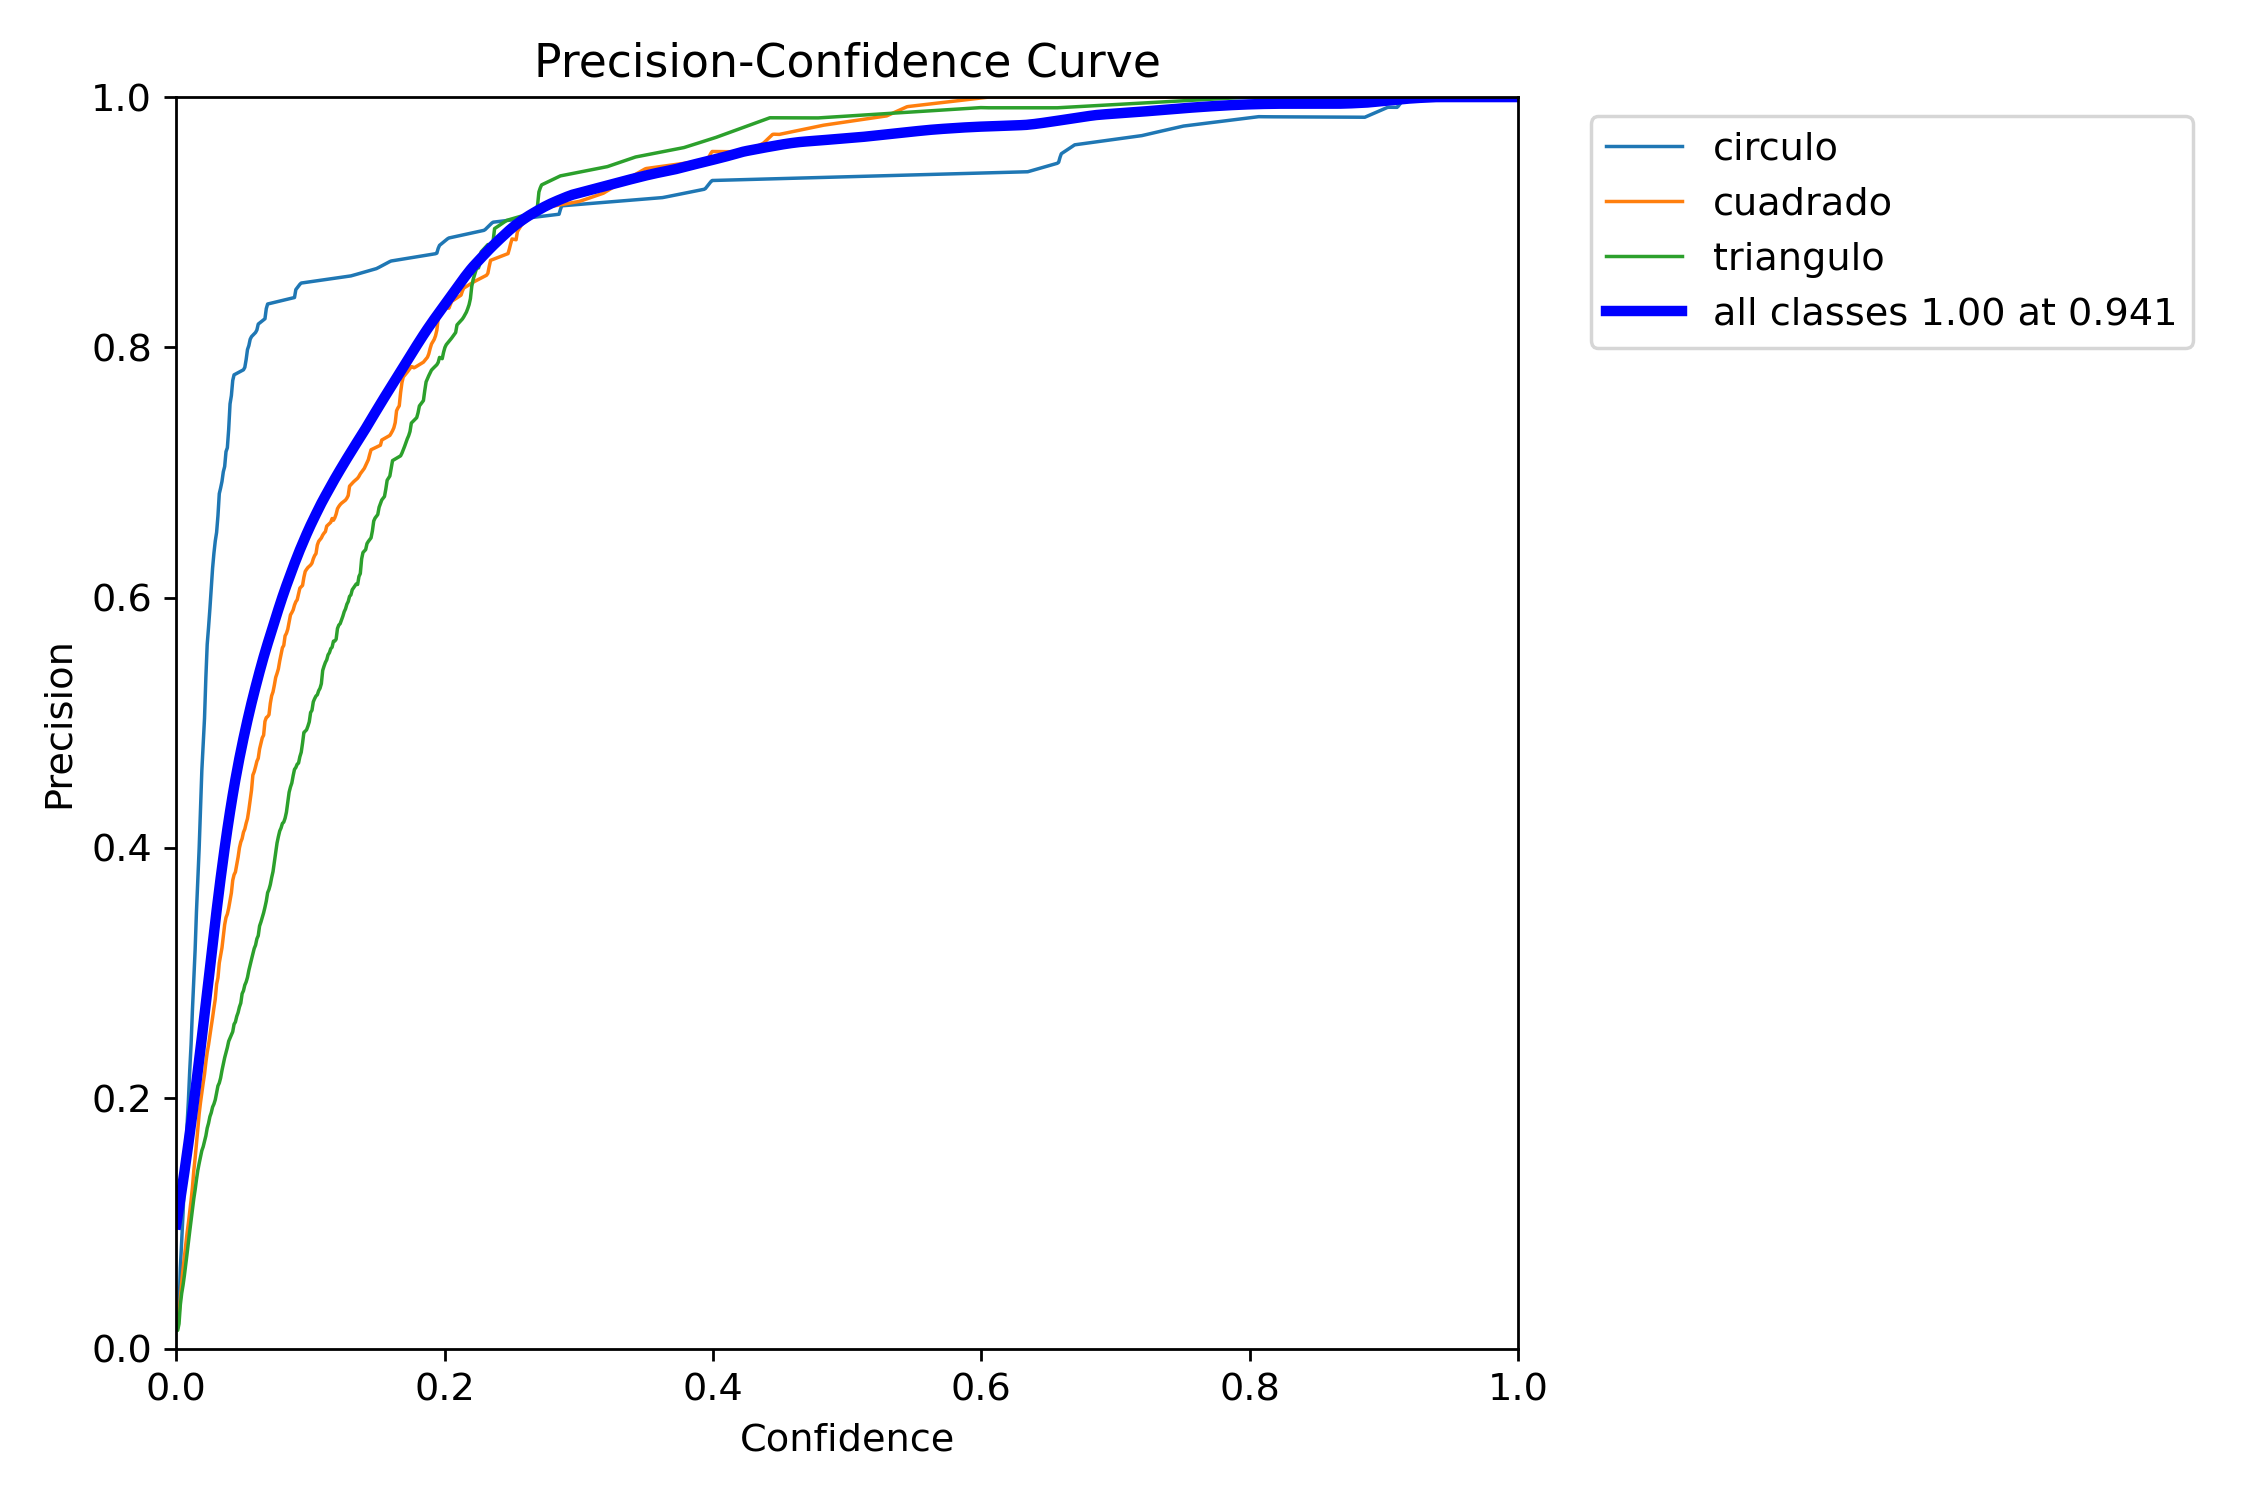 Precision-Confidence Curve
1.0
0.8
0.6
0.4
0.2
0.0
Precision
0.0 0.2 0.4 0.6 0.8 1.0
Confidence
circulo
cuadrado
triangulo
all classes 1.00 at 0.941